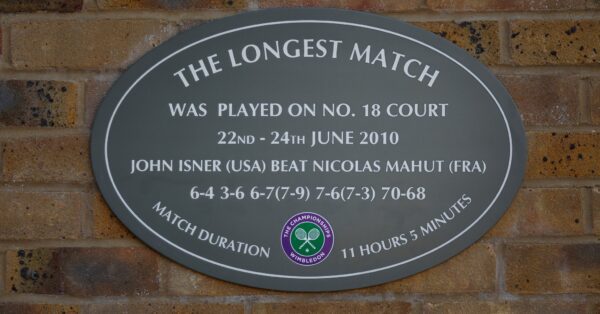 THE LONGEST MATCH
WAS PLAYED ON NO. 18 COURT
22ND - 24TH JUNE 2010
JOHN ISNER (USA) BEAT NICOLAS MAHUT (FRA)
6-4 3-6 6-7(7-9) 7-6(7-3) 70-68
MATCH DURATION 11 HOURS 5 MINUTES
THE CHAMPIONSHIPS
WIMBLEDON